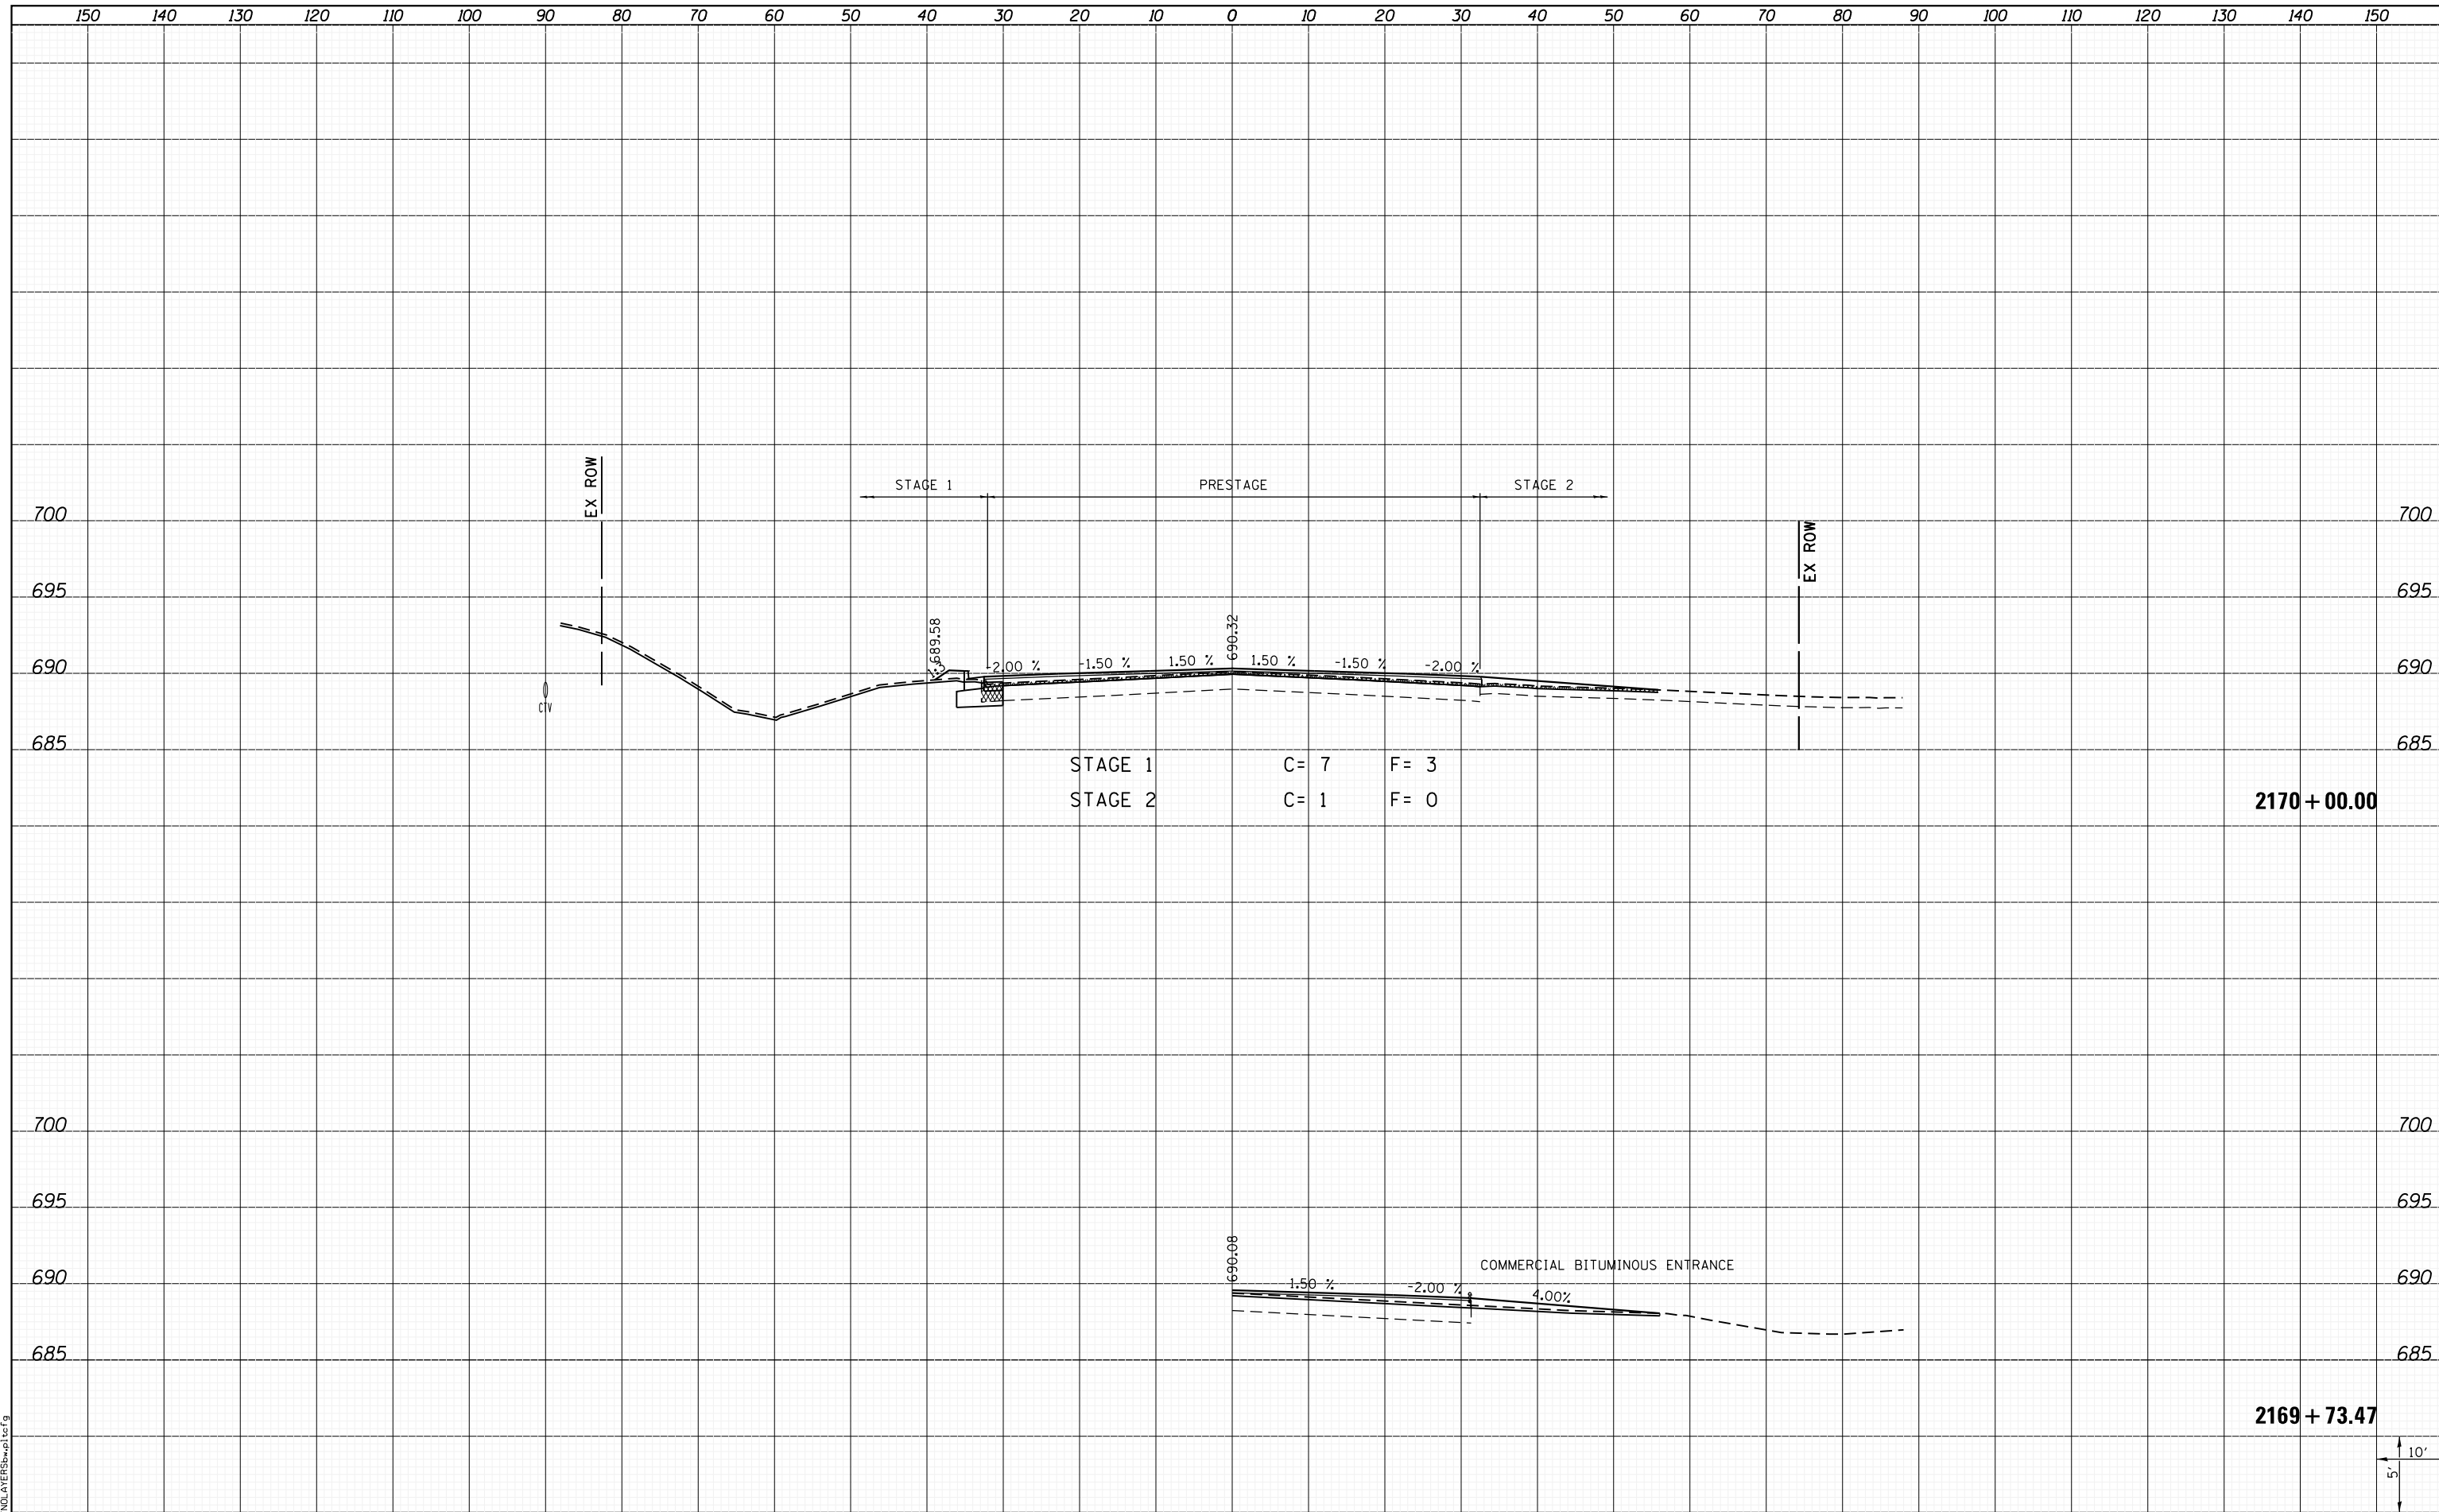 150 140 130 120 110 100 90 80 70 60 50 40 30 20 10 0 10 20 30 40 50 60 70 80 90 100 110 120 130 140 150
EX ROW
STAGE 1 PRESTAGE STAGE 2
700 700
EX ROW
695 695
689.58 690.32
690 1:3 -2.00 % -1.50 % 1.50 % 1.50 % -1.50 % -2.00 % 690
CTV
685 685
STAGE 1 C= 7 F= 3
STAGE 2 C= 1 F= 0
2170+00.00
700 700
695 695
690.08
COMMERCIAL BITUMINOUS ENTRANCE
690 1.50 % -2.00 % 4.00% 690
685 685
2169+73.47
10'
5'
NOLAYERSbw.pltcfg